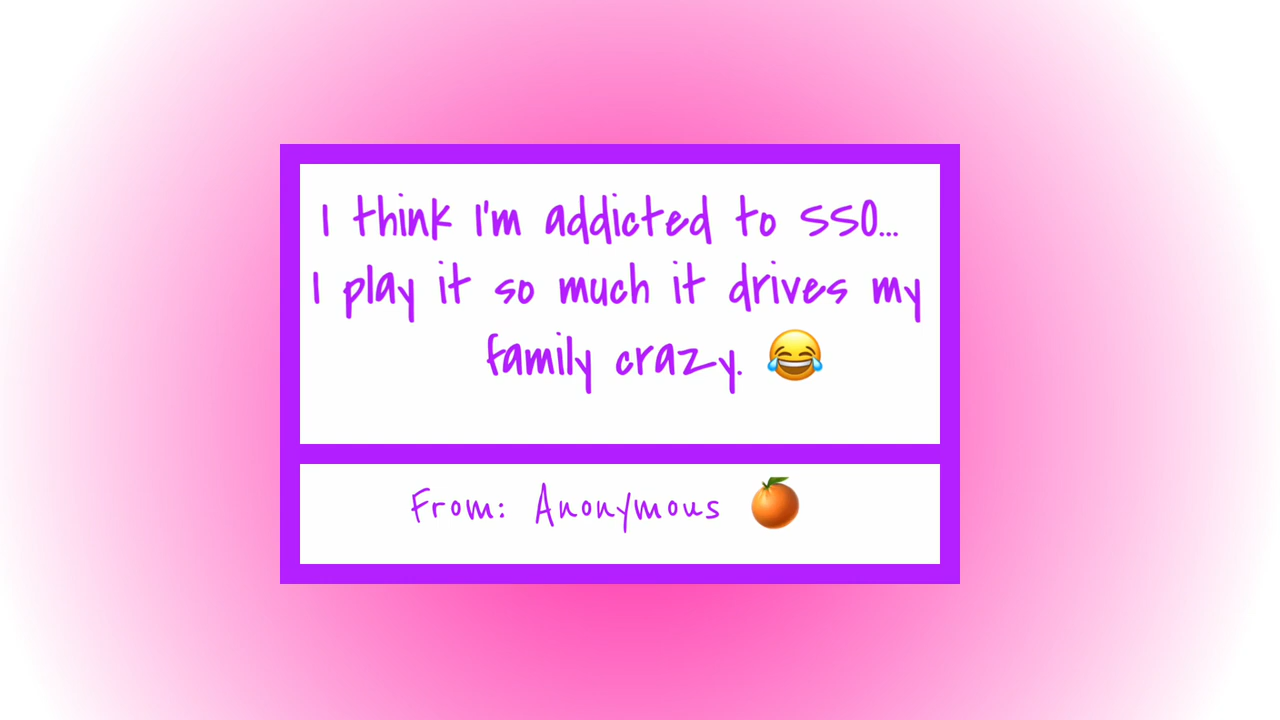 I think I'm addicted to SSO...
I play it so much it drives my
family crazy. 😂
From: Anonymous 🍊